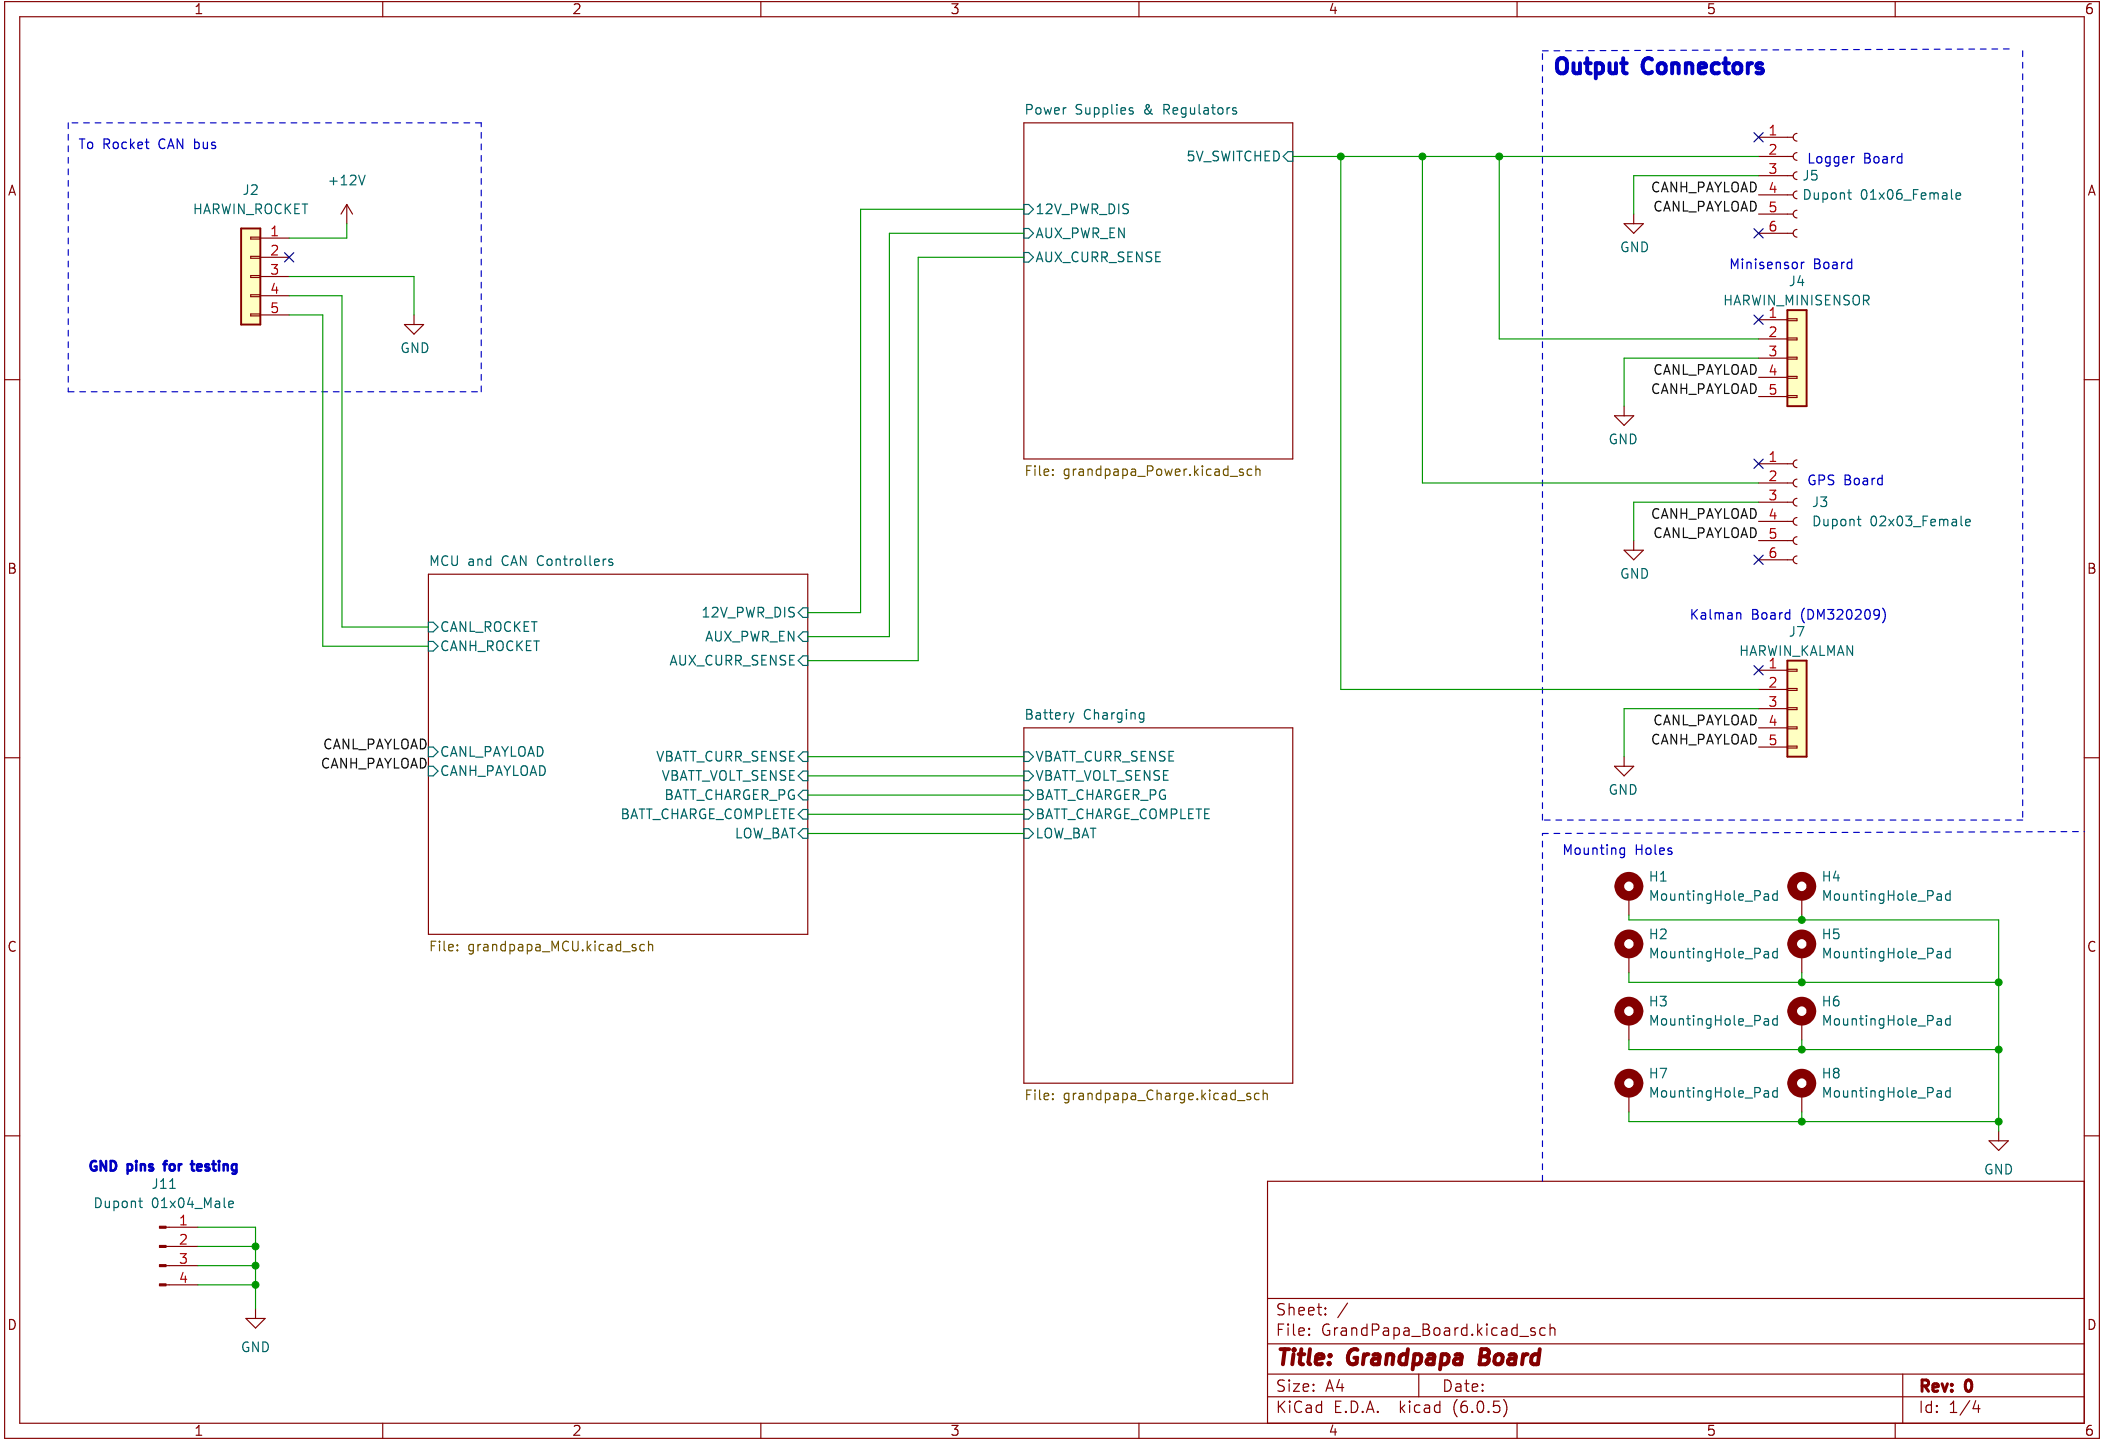 1 2 3 4 5 6
A
B
C
D
To Rocket CAN bus
J2
HARWIN_ROCKET
+12V
1
2
3
4
5
GND
Power Supplies & Regulators
5V_SWITCHED
12V_PWR_DIS
AUX_PWR_EN
AUX_CURR_SENSE
File: grandpapa_Power.kicad_sch
MCU and CAN Controllers
CANL_ROCKET
CANH_ROCKET
12V_PWR_DIS
AUX_PWR_EN
AUX_CURR_SENSE
CANL_PAYLOAD
CANH_PAYLOAD
CANL_PAYLOAD
CANH_PAYLOAD
VBATT_CURR_SENSE
VBATT_VOLT_SENSE
BATT_CHARGER_PG
BATT_CHARGE_COMPLETE
LOW_BAT
File: grandpapa_MCU.kicad_sch
Battery Charging
VBATT_CURR_SENSE
VBATT_VOLT_SENSE
BATT_CHARGER_PG
BATT_CHARGE_COMPLETE
LOW_BAT
File: grandpapa_Charge.kicad_sch
Output Connectors
1
2
3
4
5
6
Logger Board
J5
Dupont 01x06_Female
CANH_PAYLOAD
CANL_PAYLOAD
GND
Minisensor Board
J4
HARWIN_MINISENSOR
1
2
3
4
5
CANL_PAYLOAD
CANH_PAYLOAD
GND
1
2
3
4
5
6
GPS Board
J3
Dupont 02x03_Female
CANH_PAYLOAD
CANL_PAYLOAD
GND
Kalman Board (DM320209)
J7
HARWIN_KALMAN
1
2
3
4
5
CANL_PAYLOAD
CANH_PAYLOAD
GND
Mounting Holes
H1
MountingHole_Pad
H4
MountingHole_Pad
H2
MountingHole_Pad
H5
MountingHole_Pad
H3
MountingHole_Pad
H6
MountingHole_Pad
H7
MountingHole_Pad
H8
MountingHole_Pad
GND
GND pins for testing
J11
Dupont 01x04_Male
1
2
3
4
GND
Sheet: /
File: GrandPapa_Board.kicad_sch
Title: Grandpapa Board
Size: A4 Date: Rev: 0
KiCad E.D.A. kicad (6.0.5) Id: 1/4
A
B
C
D
1 2 3 4 5 6